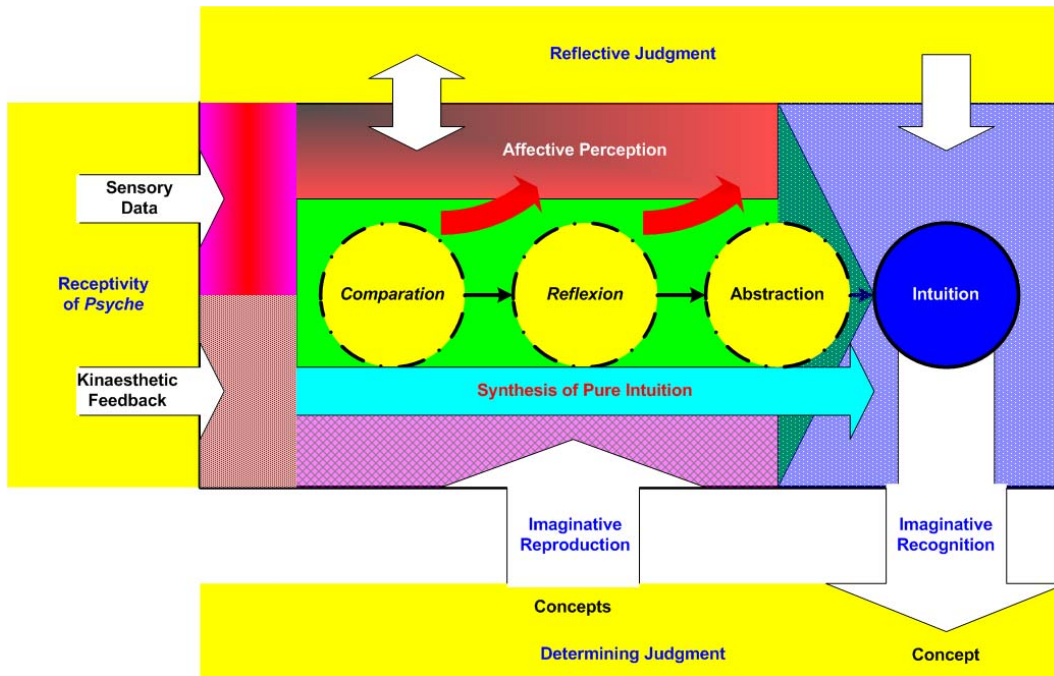 Reflective Judgment
Affective Perception
Sensory
Data
Receptivity
of Psyche
Comparation
Reflexion
Abstraction
Intuition
Kinaesthetic
Feedback
Synthesis of Pure Intuition
Imaginative
Reproduction
Imaginative
Recognition
Concepts
Determining Judgment
Concept